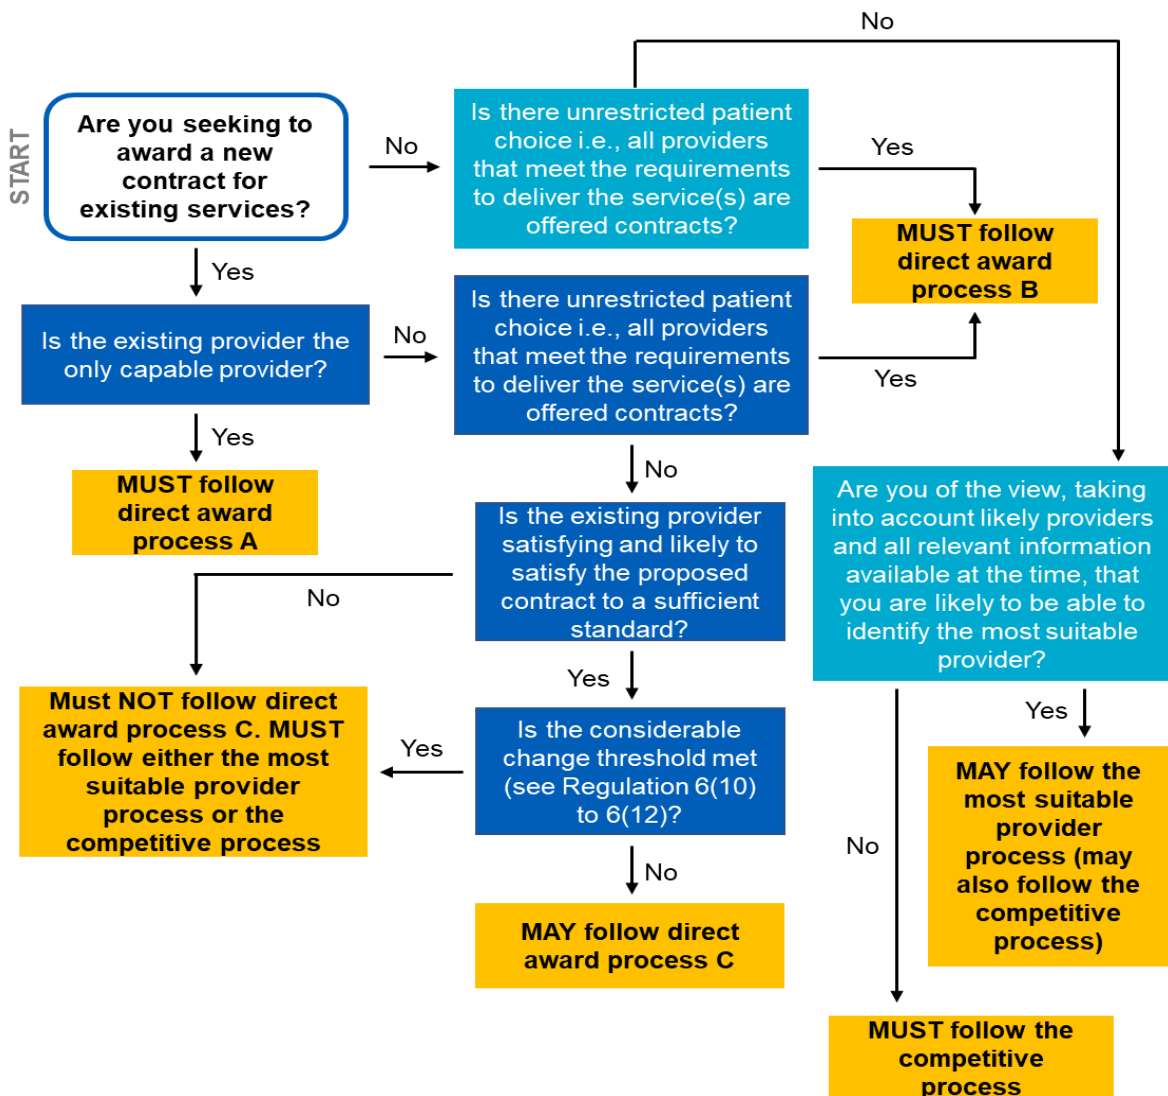 No
START
Are you seeking to
award a new
contract for
existing services?
No
Is there unrestricted patient
choice i.e., all providers
that meet the requirements
to deliver the service(s) are
offered contracts?
Yes
MUST follow
direct award
process B
Yes
Is the existing provider the
only capable provider?
No
Is there unrestricted patient
choice i.e., all providers
that meet the requirements
to deliver the service(s) are
offered contracts?
Yes
Yes
MUST follow
direct award
process A
No
Is the existing provider
satisfying and likely to
satisfy the proposed
contract to a sufficient
standard?
Are you of the view, taking
into account likely providers
and all relevant information
available at the time, that
you are likely to be able to
identify the most suitable
provider?
No
Yes
Must NOT follow direct
award process C. MUST
follow either the most
suitable provider
process or the
competitive process
Yes
Is the considerable
change threshold met
(see Regulation 6(10)
to 6(12)?
Yes
MAY follow the
most suitable
provider
process (may
also follow the
competitive
process)
No
No
MAY follow direct
award process C
MUST follow the
competitive
process